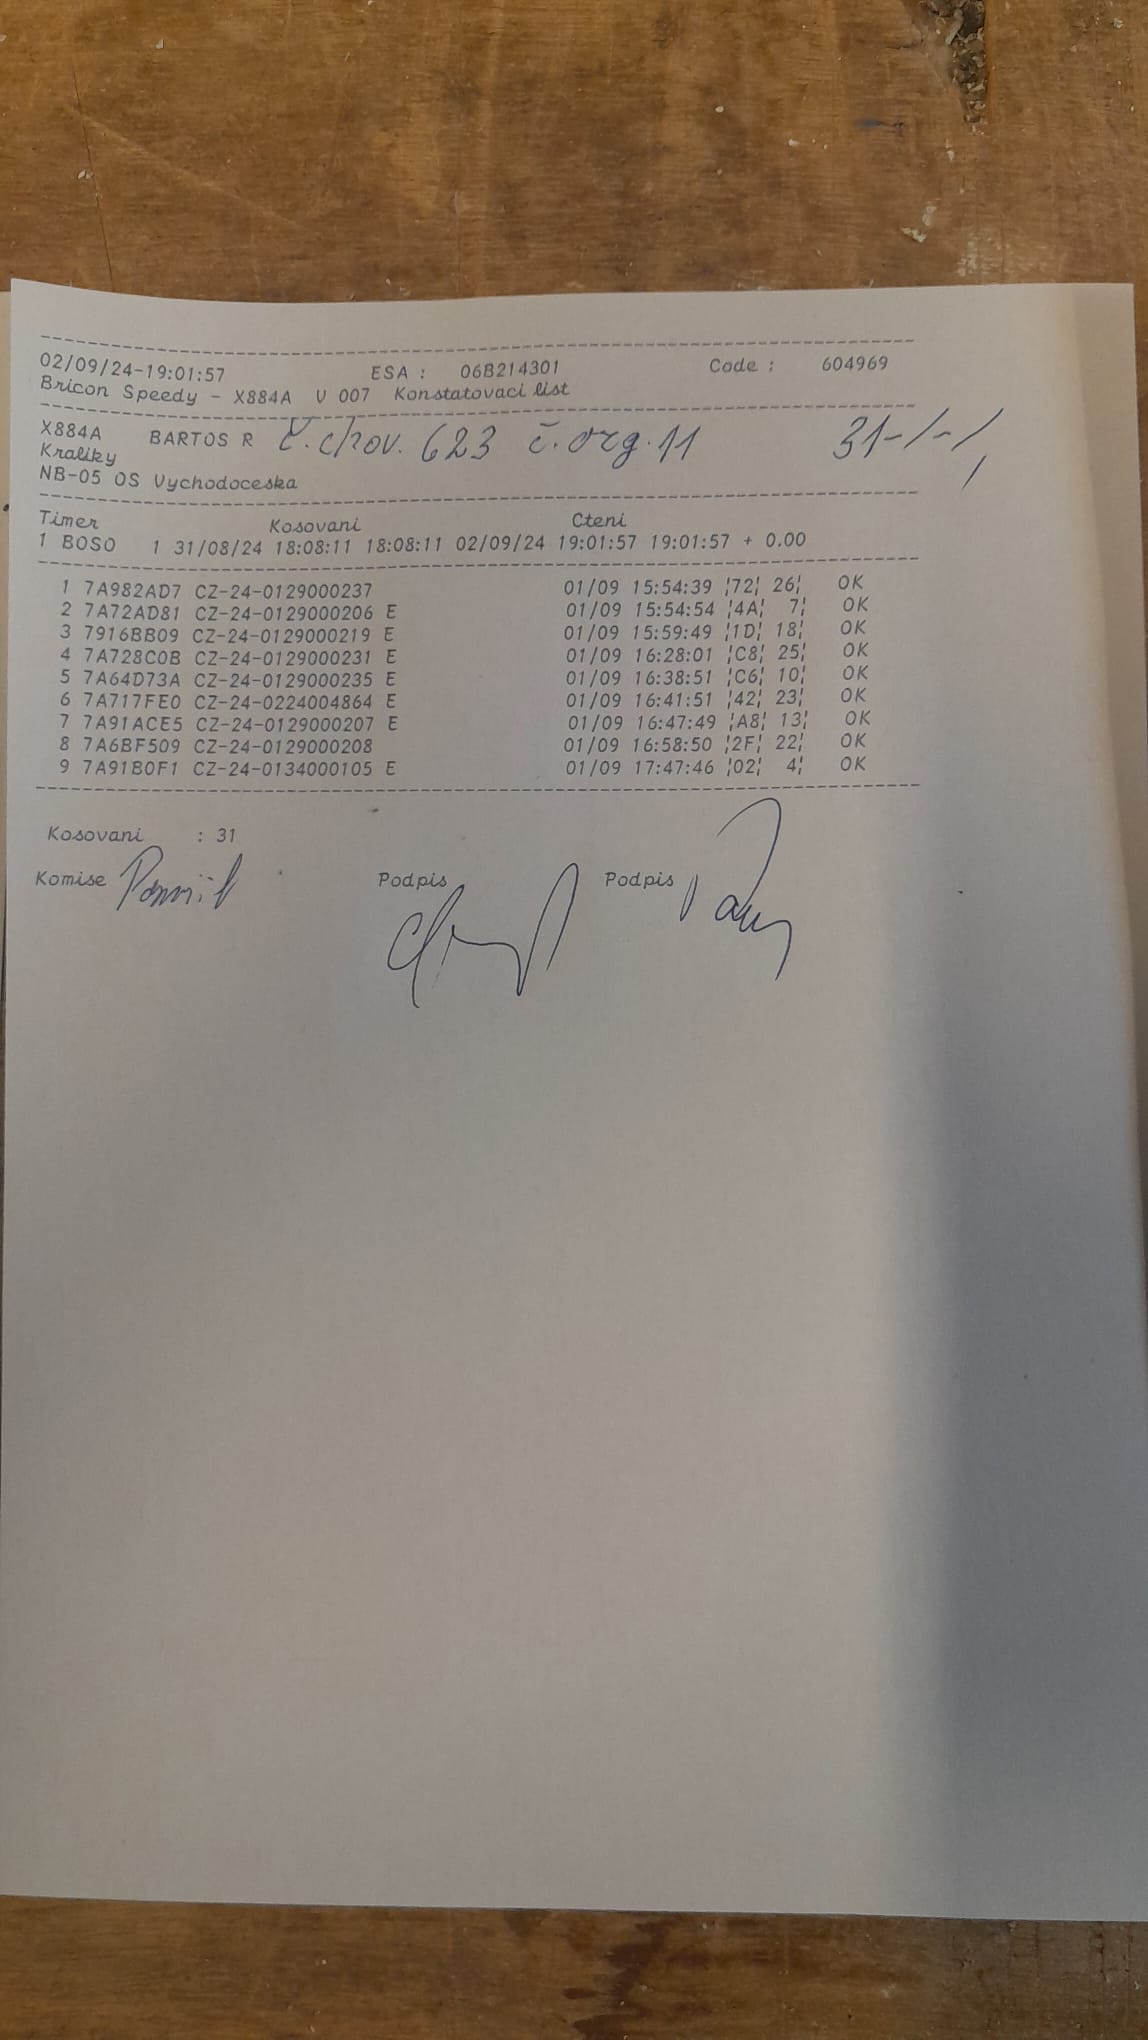 02/09/24-19:01:57 ESA : 06B214301 Code : 604969
Bricon Speedy - X884A V 007 Konstatovaci list
X884A BARTOS R č.chov. 623 č.org.11 31-/-/
Kraliky
NB-05 OS Vychodoceska
Timer Kosovani Cteni
1 BOSO 1 31/08/24 18:08:11 18:08:11 02/09/24 19:01:57 19:01:57 + 0.00
1 7A982AD7 CZ-24-0129000237 01/09 15:54:39 ¦72¦ 26¦ OK
2 7A72AD81 CZ-24-0129000206 E 01/09 15:54:54 ¦4A¦ 7¦ OK
3 7916BB09 CZ-24-0129000219 E 01/09 15:59:49 ¦1D¦ 18¦ OK
4 7A728C0B CZ-24-0129000231 E 01/09 16:28:01 ¦C8¦ 25¦ OK
5 7A64D73A CZ-24-0129000235 E 01/09 16:38:51 ¦C6¦ 10¦ OK
6 7A717FE0 CZ-24-0224004864 E 01/09 16:41:51 ¦42¦ 23¦ OK
7 7A91ACE5 CZ-24-0129000207 E 01/09 16:47:49 ¦A8¦ 13¦ OK
8 7A6BF509 CZ-24-0129000208 01/09 16:58:50 ¦2F¦ 22¦ OK
9 7A91B0F1 CZ-24-0134000105 E 01/09 17:47:46 ¦02¦ 4¦ OK
Kosovani : 31
Komise Podpis Podpis